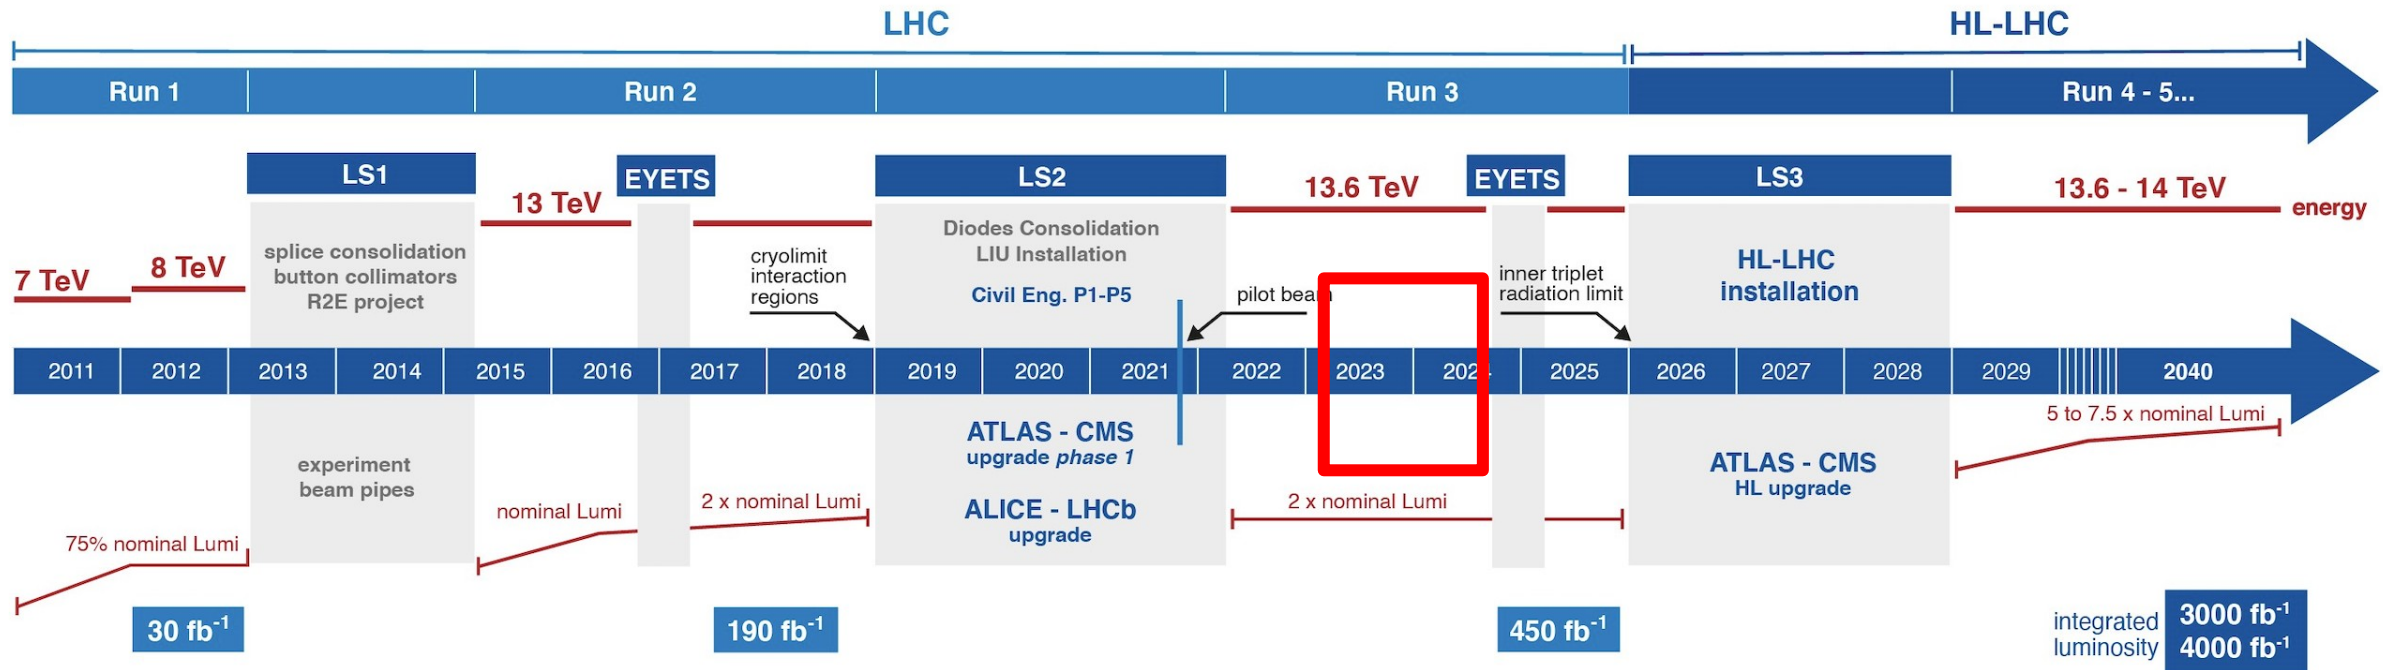 LHC
HL-LHC
Run 1
Run 2
Run 3
Run 4 - 5...
LS1
EYETS
LS2
EYETS
LS3
13 TeV
13.6 TeV
13.6 - 14 TeV
energy
7 TeV
8 TeV
splice consolidation
button collimators
R2E project
cryolimit
interaction
regions
Diodes Consolidation
LIU Installation
Civil Eng. P1-P5
pilot beam
inner triplet
radiation limit
HL-LHC
installation
2011
2012
2013
2014
2015
2016
2017
2018
2019
2020
2021
2022
2023
2024
2025
2026
2027
2028
2029
2040
5 to 7.5 x nominal Lumi
experiment
beam pipes
ATLAS - CMS
upgrade phase 1
ALICE - LHCb
upgrade
ATLAS - CMS
HL upgrade
75% nominal Lumi
nominal Lumi
2 x nominal Lumi
2 x nominal Lumi
30 fb⁻¹
190 fb⁻¹
450 fb⁻¹
integrated
luminosity
3000 fb⁻¹
4000 fb⁻¹